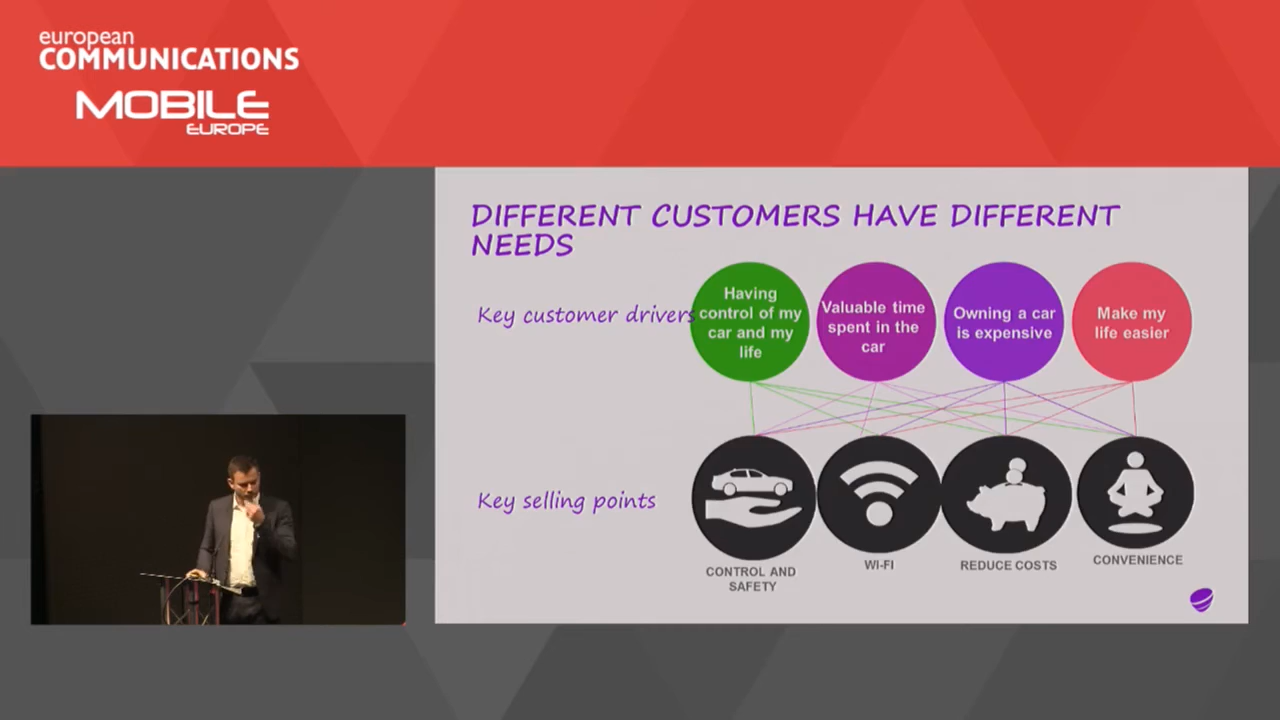 european
COMMUNICATIONS
MOBILE
EUROPE
DIFFERENT CUSTOMERS HAVE DIFFERENT
NEEDS
Key customer drivers
Having
control of my
car and my
life
Valuable time
spent in the
car
Owning a car
is expensive
Make my
life easier
Key selling points
CONTROL AND
SAFETY
WI-FI
REDUCE COSTS
CONVENIENCE